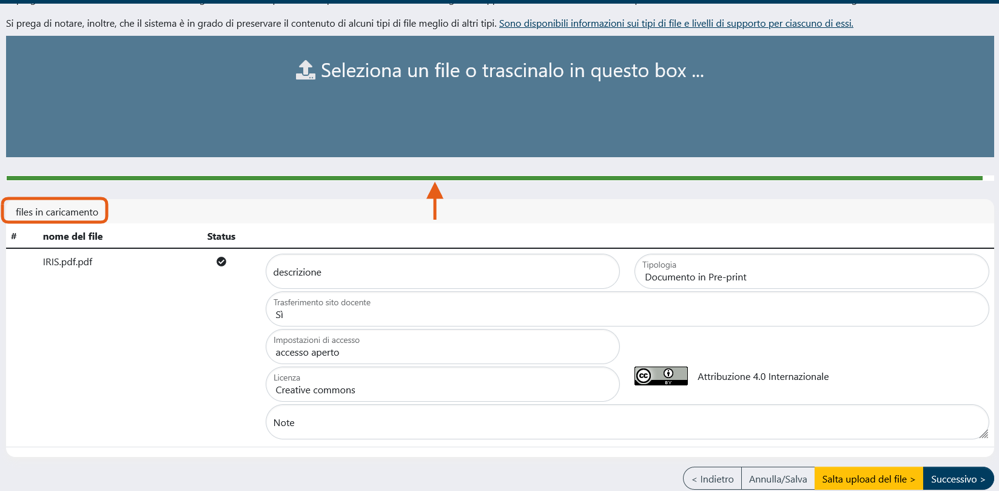 Si prega di notare, inoltre, che il sistema è in grado di preservare il contenuto di alcuni tipi di file meglio di altri tipi. Sono disponibili informazioni sui tipi di file e livelli di supporto per ciascuno di essi.
Seleziona un file o trascinalo in questo box ...
files in caricamento
# nome del file Status
IRIS.pdf.pdf
descrizione
Tipologia
Documento in Pre-print
Trasferimento sito docente
Sì
Impostazioni di accesso
accesso aperto
Licenza
Creative commons
cc BY Attribuzione 4.0 Internazionale
Note
< Indietro Annulla/Salva Salta upload del file > Successivo >